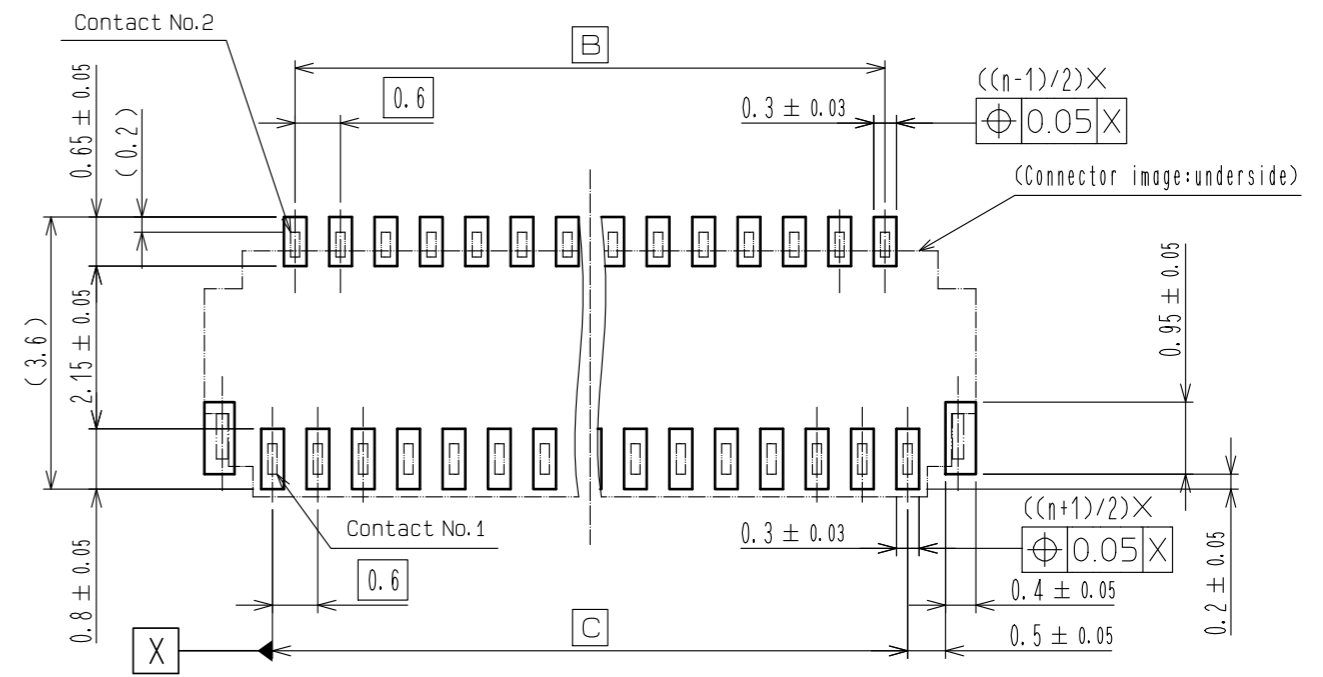 Contact No.2
B
0.6
0.3 ± 0.03
((n-1)/2)X
⌖ 0.05 X
(Connector image:underside)
0.65 ± 0.05
(0.2)
(3.6)
2.15 ± 0.05
0.95 ± 0.05
Contact No.1
0.3 ± 0.03
((n+1)/2)X
⌖ 0.05 X
0.6
0.4 ± 0.05
0.8 ± 0.05
0.2 ± 0.05
X
C
0.5 ± 0.05